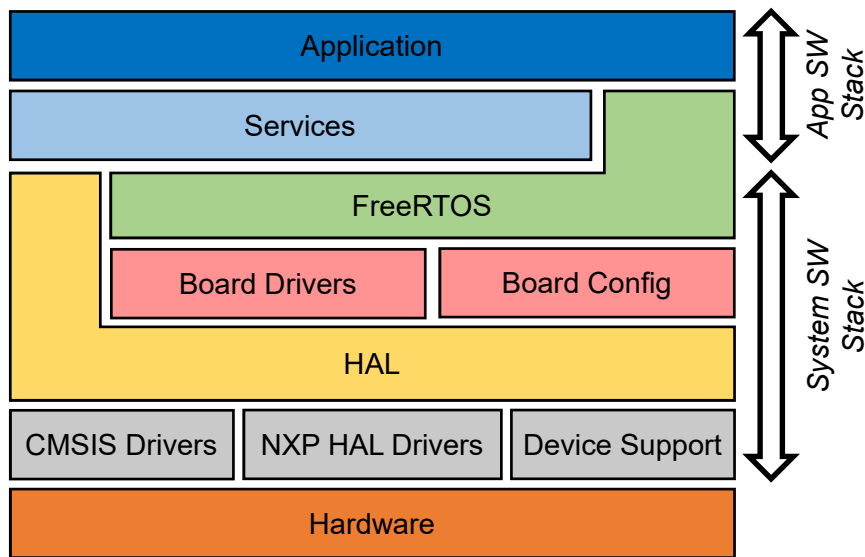 Application
Services
FreeRTOS
Board Drivers
Board Config
HAL
CMSIS Drivers
NXP HAL Drivers
Device Support
Hardware
App SW
Stack
System SW
Stack